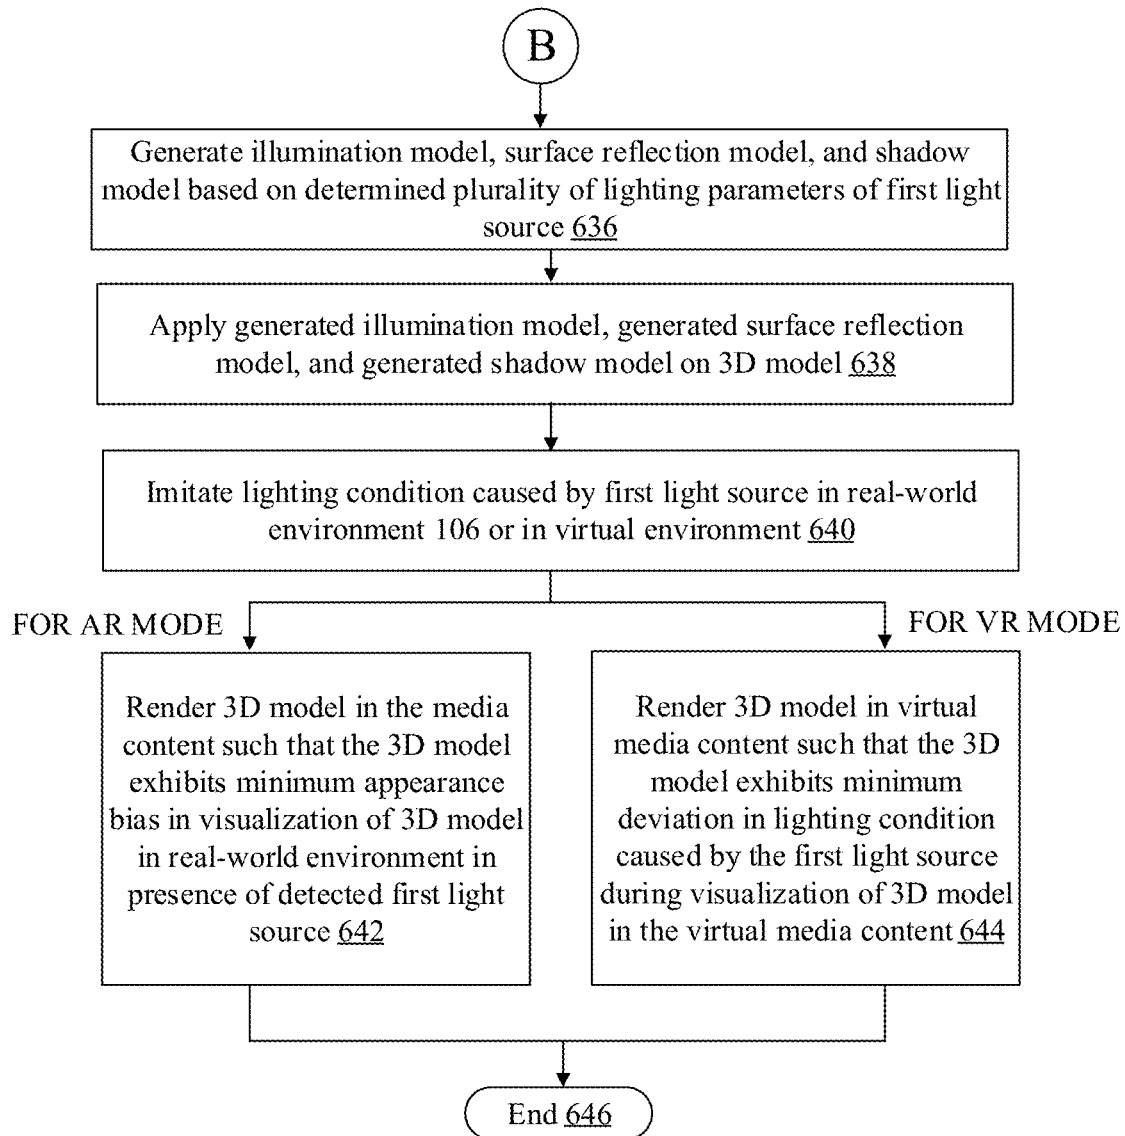 B
Generate illumination model, surface reflection model, and shadow
model based on determined plurality of lighting parameters of first light
source 636
Apply generated illumination model, generated surface reflection
model, and generated shadow model on 3D model 638
Imitate lighting condition caused by first light source in real-world
environment 106 or in virtual environment 640
FOR AR MODE
FOR VR MODE
Render 3D model in the media
content such that the 3D model
exhibits minimum appearance
bias in visualization of 3D model
in real-world environment in
presence of detected first light
source 642
Render 3D model in virtual
media content such that the 3D
model exhibits minimum
deviation in lighting condition
caused by the first light source
during visualization of 3D model
in the virtual media content 644
End 646